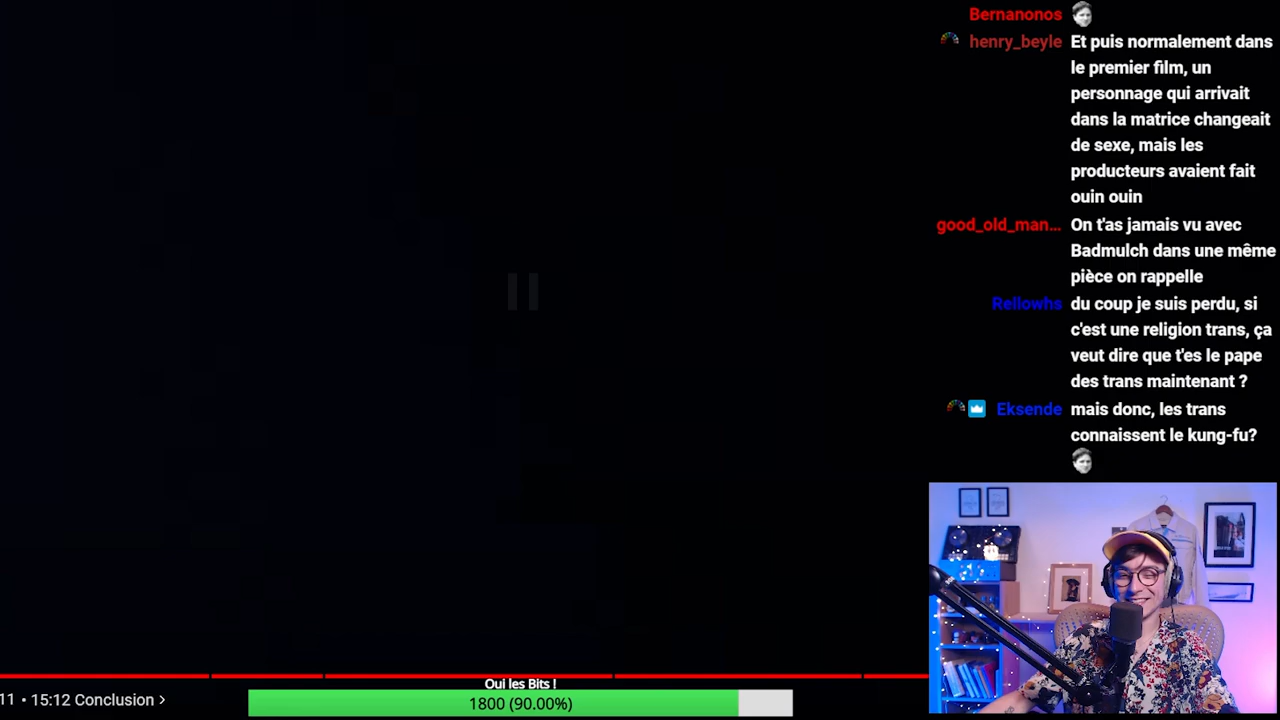 Bernanonos
henry_beyle Et puis normalement dans
le premier film, un
personnage qui arrivait
dans la matrice changeait
de sexe, mais les
producteurs avaient fait
ouin ouin
good_old_man… On t'as jamais vu avec
Badmulch dans une même
pièce on rappelle
Rellowhs du coup je suis perdu, si
c'est une religion trans, ça
veut dire que t'es le pape
des trans maintenant ?
Eksende mais donc, les trans
connaissent le kung-fu?
Oui les Bits !
11 • 15:12 Conclusion >
1800 (90.00%)